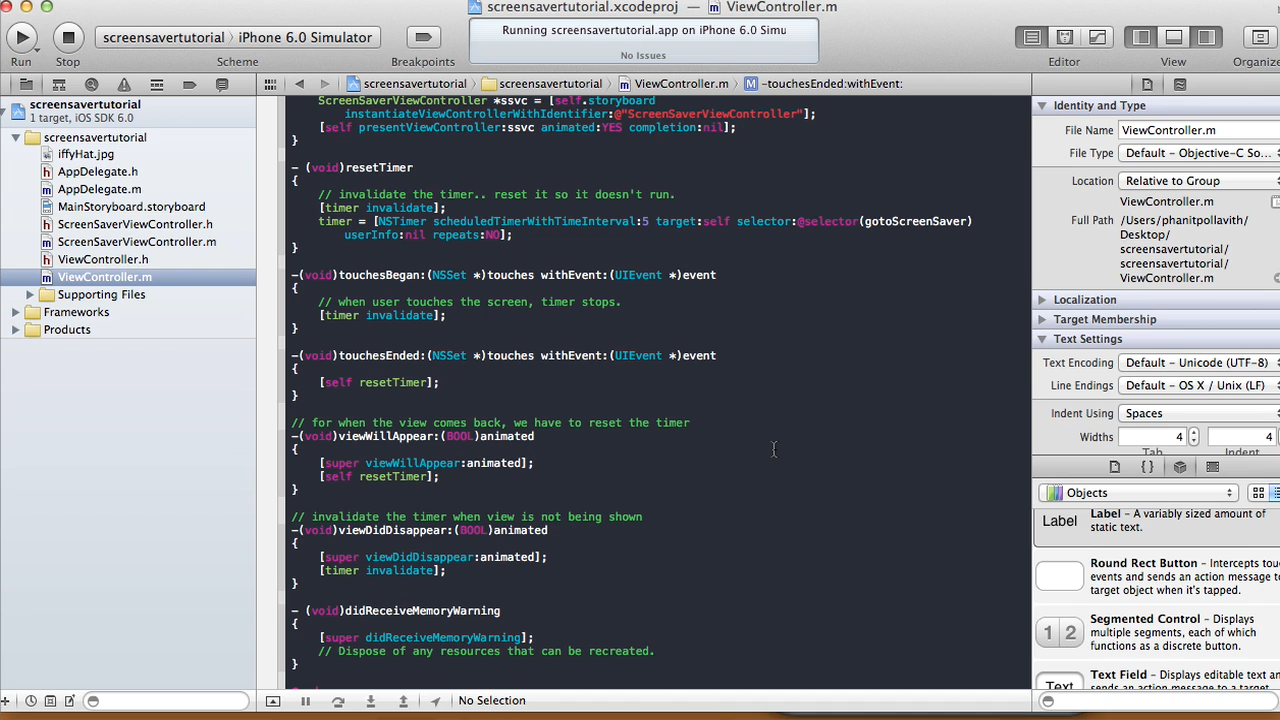 screensavertutorial.xcodeproj — ViewController.m
screensavertutorial iPhone 6.0 Simulator
Running screensavertutorial.app on iPhone 6.0 Simu
No Issues
Run Stop Scheme Breakpoints Editor View Organize
screensavertutorial screensavertutorial ViewController.m M -touchesEnded:withEvent:
screensavertutorial
1 target, iOS SDK 6.0
screensavertutorial
iffyHat.jpg
AppDelegate.h
AppDelegate.m
MainStoryboard.storyboard
ScreenSaverViewController.h
ScreenSaverViewController.m
ViewController.h
ViewController.m
Supporting Files
Frameworks
Products
ScreenSaverViewController *ssvc = [self.storyboard
instantiateViewControllerWithIdentifier:@"ScreenSaverViewController"];
[self presentViewController:ssvc animated:YES completion:nil];
}
- (void)resetTimer
{
// invalidate the timer.. reset it so it doesn't run.
[timer invalidate];
timer = [NSTimer scheduledTimerWithTimeInterval:5 target:self selector:@selector(gotoScreenSaver)
userInfo:nil repeats:NO];
}
-(void)touchesBegan:(NSSet *)touches withEvent:(UIEvent *)event
{
// when user touches the screen, timer stops.
[timer invalidate];
}
-(void)touchesEnded:(NSSet *)touches withEvent:(UIEvent *)event
{
[self resetTimer];
}
// for when the view comes back, we have to reset the timer
-(void)viewWillAppear:(BOOL)animated
{
[super viewWillAppear:animated];
[self resetTimer];
}
// invalidate the timer when view is not being shown
-(void)viewDidDisappear:(BOOL)animated
{
[super viewDidDisappear:animated];
[timer invalidate];
}
- (void)didReceiveMemoryWarning
{
[super didReceiveMemoryWarning];
// Dispose of any resources that can be recreated.
}
No Selection
Identity and Type
File Name ViewController.m
File Type Default - Objective-C So...
Location Relative to Group
ViewController.m
Full Path /Users/phanitpollavith/
Desktop/
screensavertutorial/
screensavertutorial/
ViewController.m
Localization
Target Membership
Text Settings
Text Encoding Default - Unicode (UTF-8)
Line Endings Default - OS X / Unix (LF)
Indent Using Spaces
Widths 4 4
Tab Indent
Objects
Label Label - A variably sized amount of
static text.
Round Rect Button - Intercepts tou
events and sends an action message to
target object when it's tapped.
1 2 Segmented Control - Displays
multiple segments, each of which
functions as a discrete button.
Text Text Field - Displays editable text an
sends an action message to a target